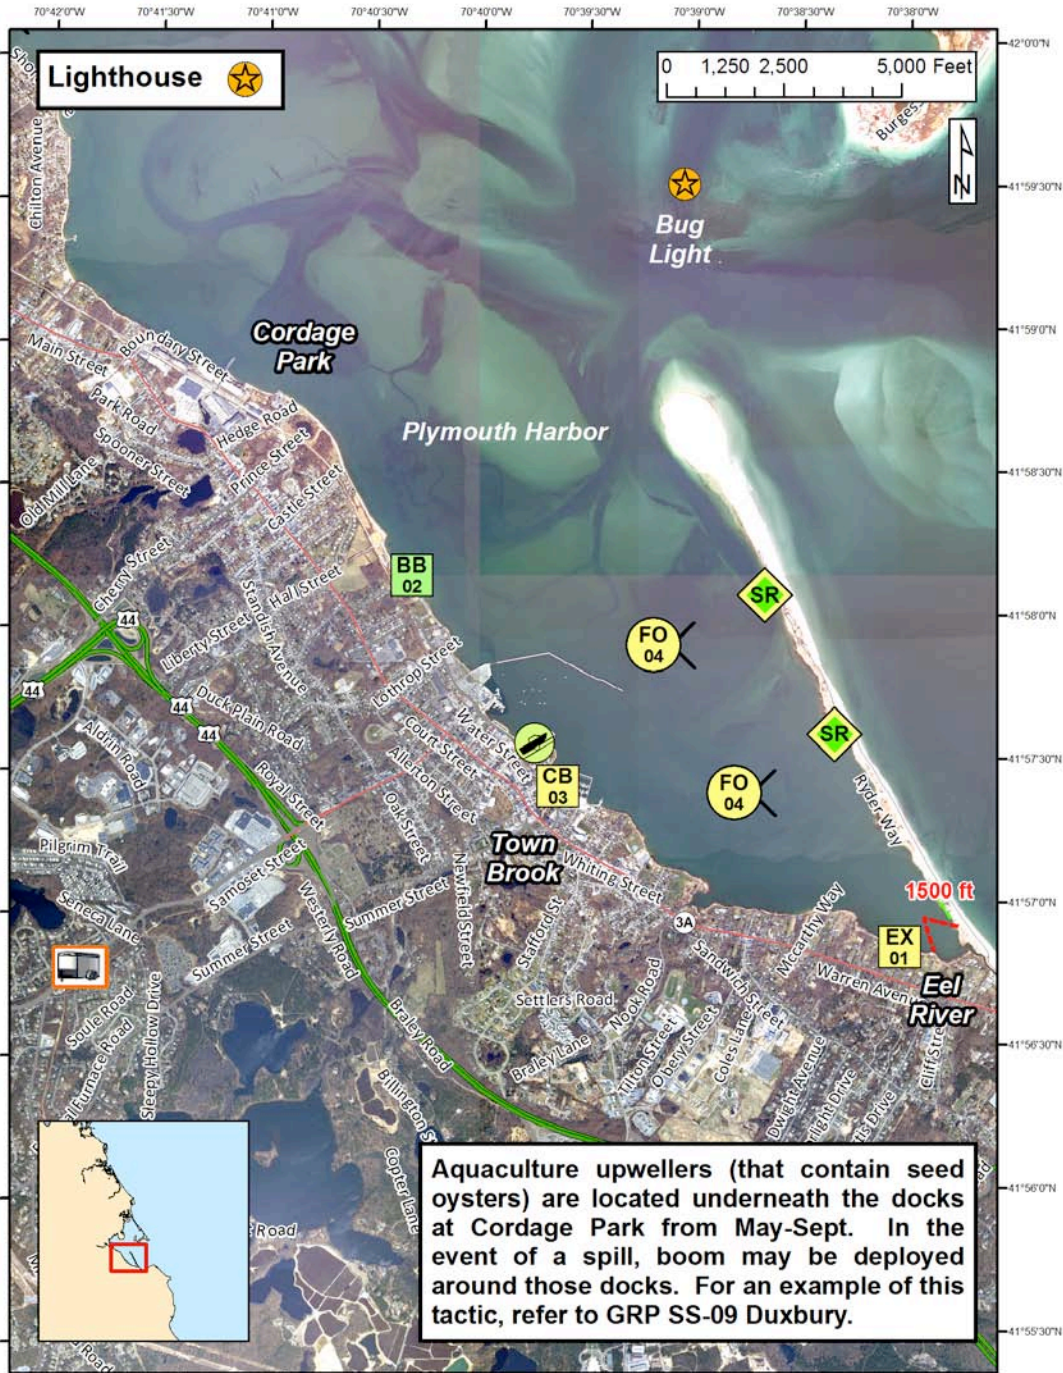 70°42'0"W
70°41'30"W
70°41'0"W
70°40'30"W
70°40'0"W
70°39'30"W
70°39'0"W
70°38'30"W
70°38'0"W
Lighthouse
0 1,250 2,500 5,000 Feet
N
42°0'0"N
41°59'30"N
41°59'0"N
41°58'30"N
41°58'0"N
41°57'30"N
41°57'0"N
41°56'30"N
41°56'0"N
41°55'30"N
Chilton Avenue
Bug
Light
Cordage
Park
Plymouth Harbor
Main Street
Boundary Street
Park Road
Hedge Road
Spooner Street
Prince Street
Old Mill Lane
Castle Street
Cherry Street
Hall Street
Standish Avenue
Liberty Street
Lothrop Street
BB
02
SR
FO
04
44
44
44
44
Duck Plain Road
Aldrin Road
Royal Street
Court Street
Water Street
Allerton Street
Oak Street
CB
03
SR
FO
04
Ryder Way
Town
Brook
Pilgrim Trail
Samoset Street
Seneca Lane
Summer Street
Summer Street
Westerly Road
Newfield Street
Whiting Street
Stafford St
3A
Mccarthy Way
1500 ft
EX
01
Eel
River
Warren Avenu
Sandwich Street
Soule Road
Sleepy Hollow Drive
Furnace Road
Braley Road
Settlers Road
Nook Road
Braley Lane
Tilton Street
Obery Street
Coles Lane
Dwight Avenue
Cliff Stre
rlight Drive
tis Drive
Billington S
Copter Lane
Road
Aquaculture upwellers (that contain seed
oysters) are located underneath the docks
at Cordage Park from May-Sept. In the
event of a spill, boom may be deployed
around those docks. For an example of this
tactic, refer to GRP SS-09 Duxbury.